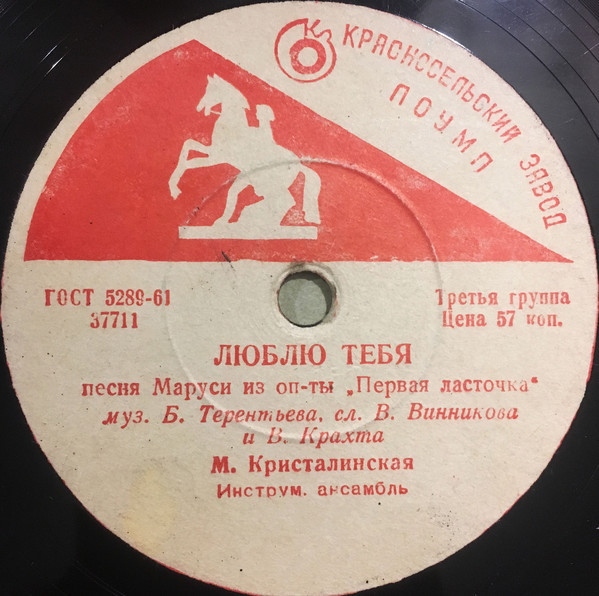 КРАСНОСЕЛЬСКИЙ ЗАВОД
ПОУМП
ГОСТ 5289-61
37711
Третья группа
Цена 57 коп.
ЛЮБЛЮ ТЕБЯ
песня Маруси из оп-ты „Первая ласточка“
муз. Б. Терентьева, сл. В. Винникова
и В. Крахта
М. Кристалинская
Инструм. ансамбль